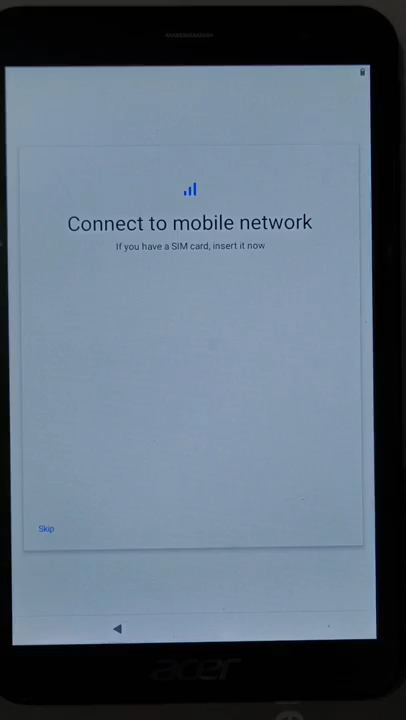 Connect to mobile network
If you have a SIM card, insert it now
Skip
acer